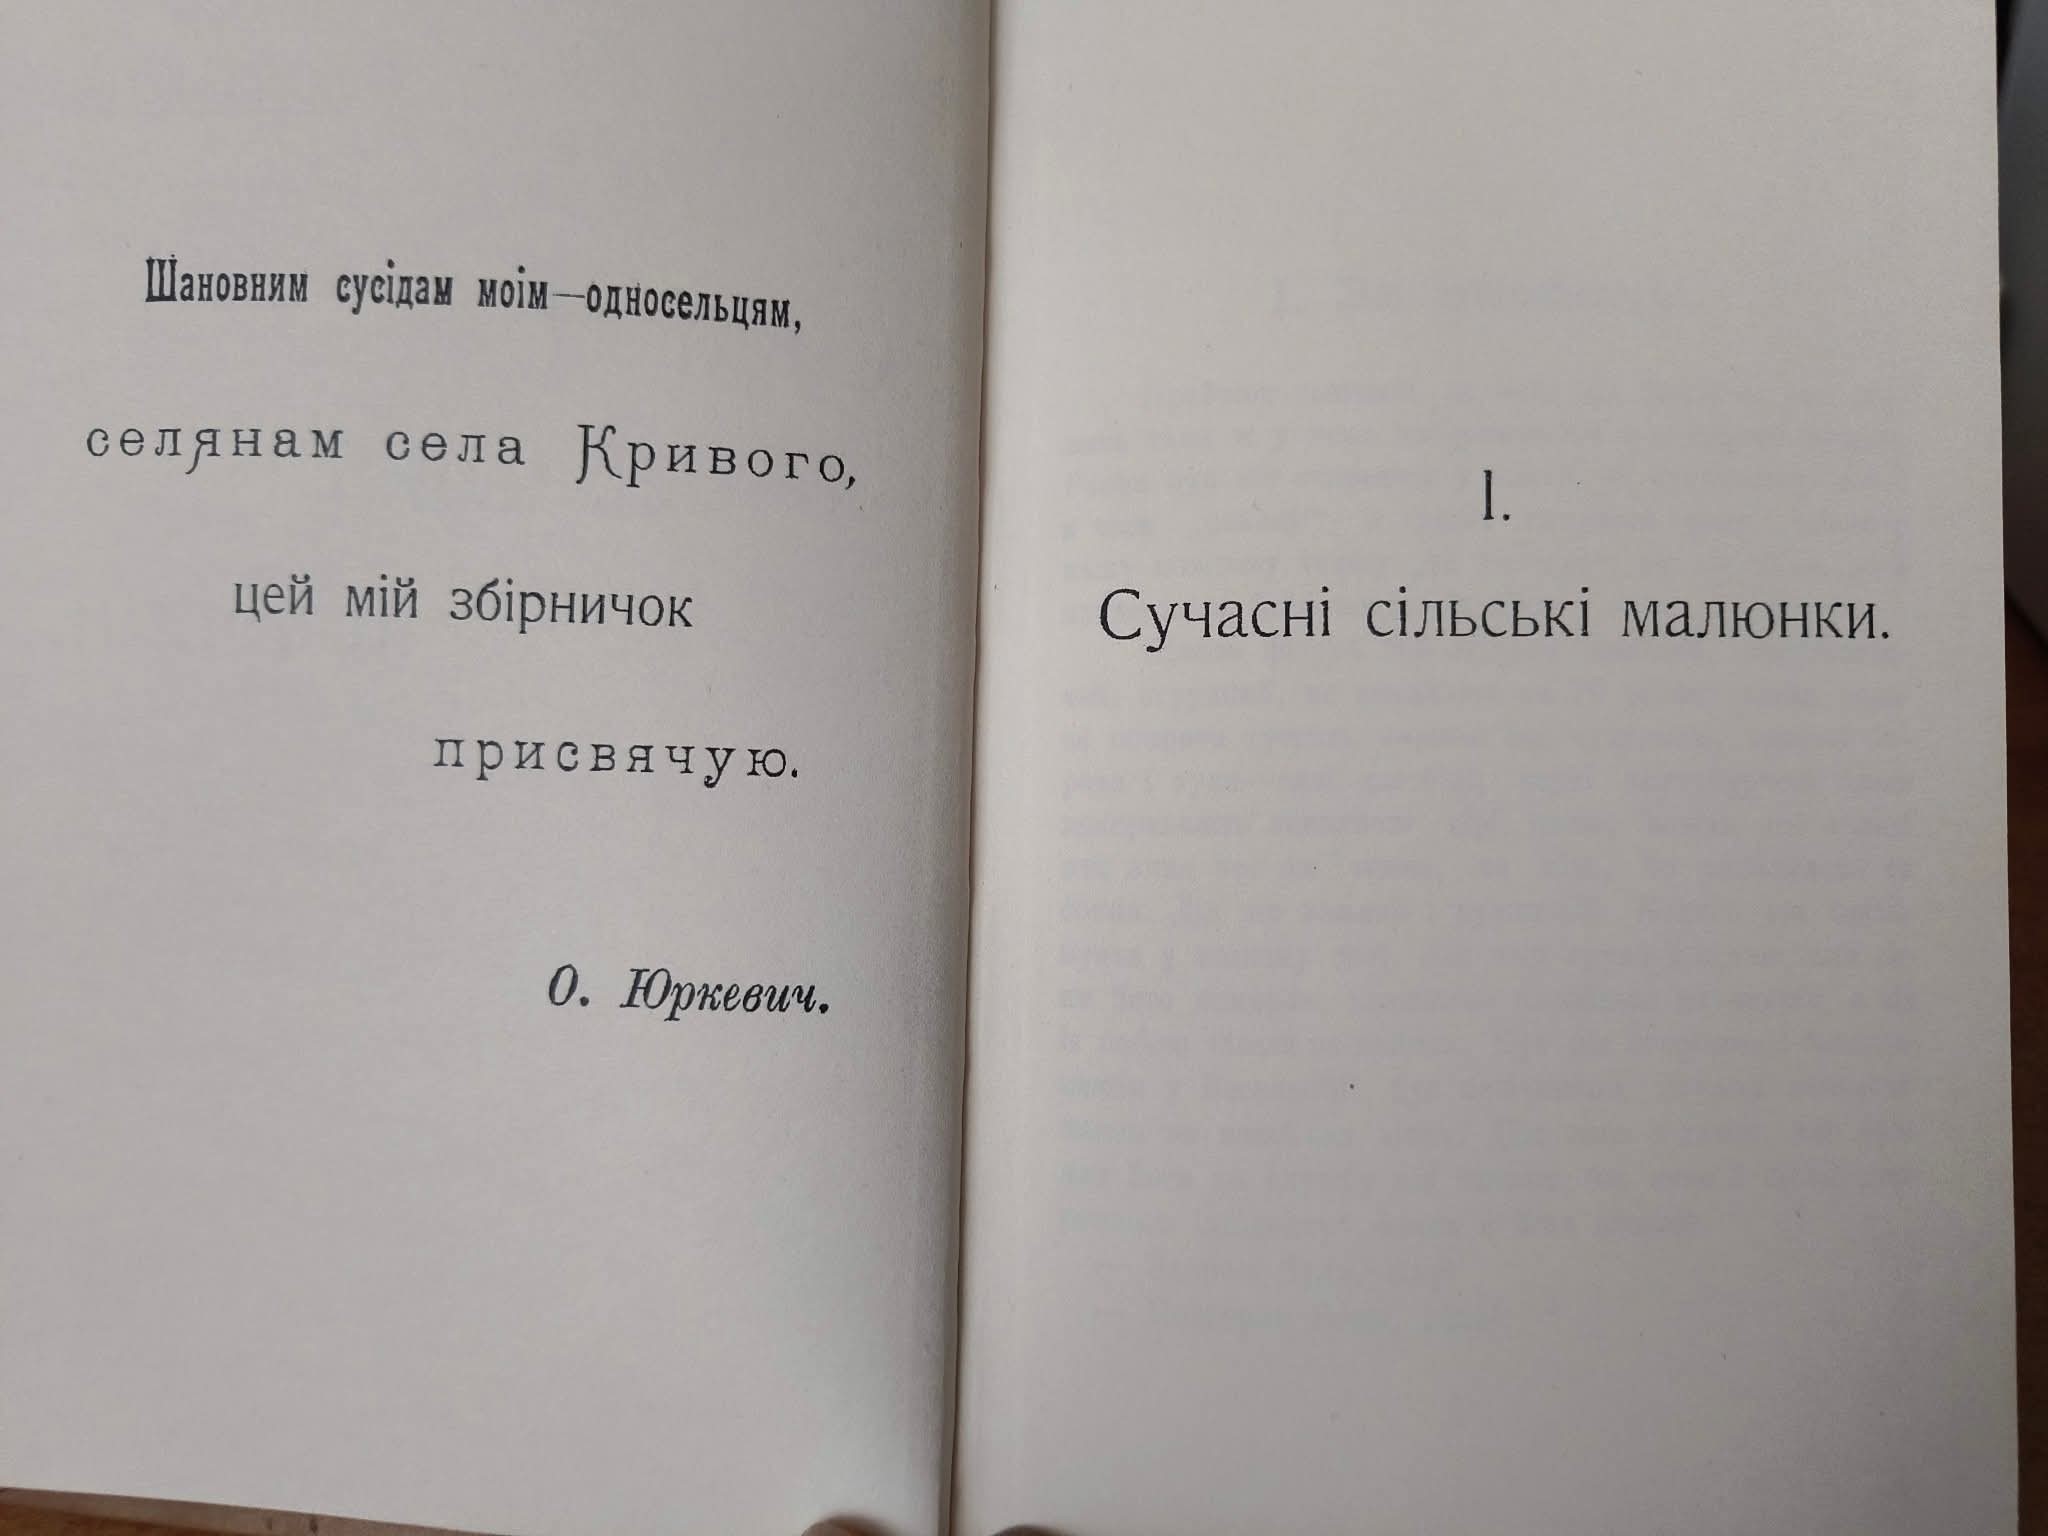 Шановним сусідам моім—односельцям,
селянам села Кривого,
цей мій збірничок
присвячую.
О. Юркевич.
І.
Сучасні сільські малюнки.